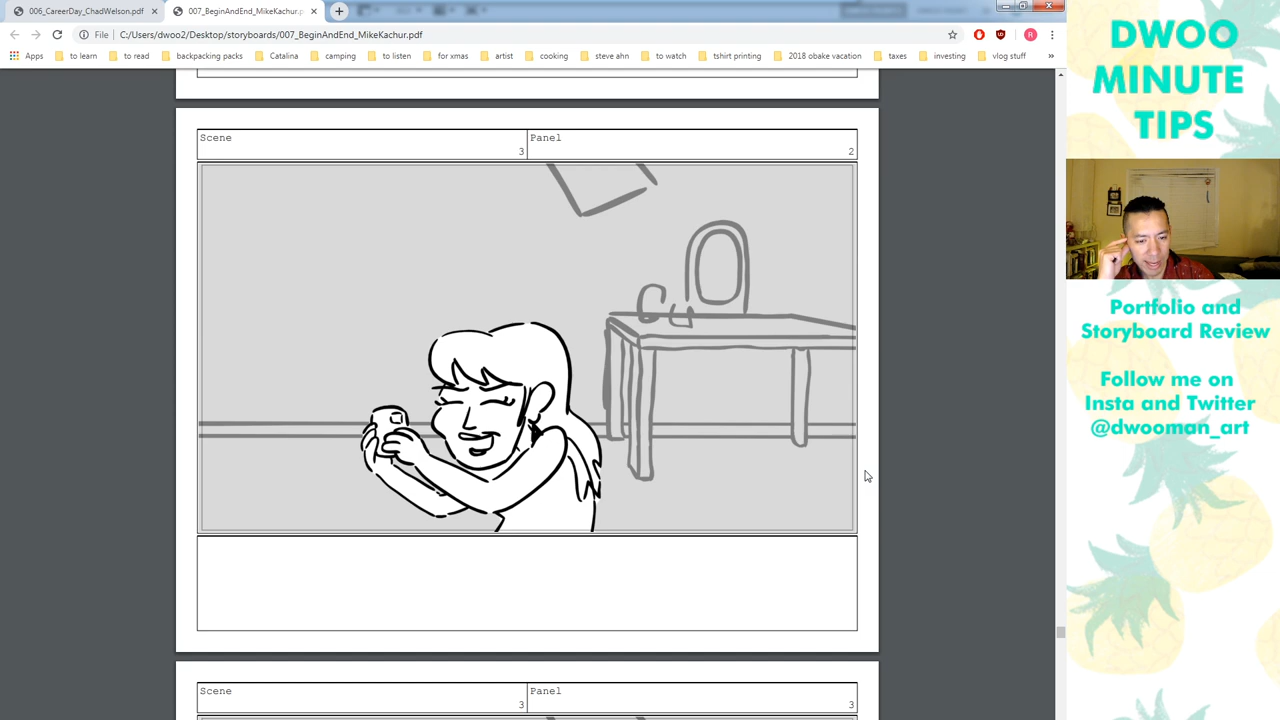 006_CareerDay_ChadWelson.pdf
007_BeginAndEnd_MikeKachur.p
File
C:/Users/dwoo2/Desktop/storyboards/007_BeginAndEnd_MikeKachur.pdf
R
Apps
to learn
to read
backpacking packs
Catalina
camping
to listen
for xmas
artist
cooking
steve ahn
to watch
tshirt printing
2018 obake vacation
taxes
investing
vlog stuff
»
Scene
3
Panel
2
Scene
3
Panel
3
DWOO
MINUTE
TIPS
Portfolio and
Storyboard Review
Follow me on
Insta and Twitter
@dwooman_art